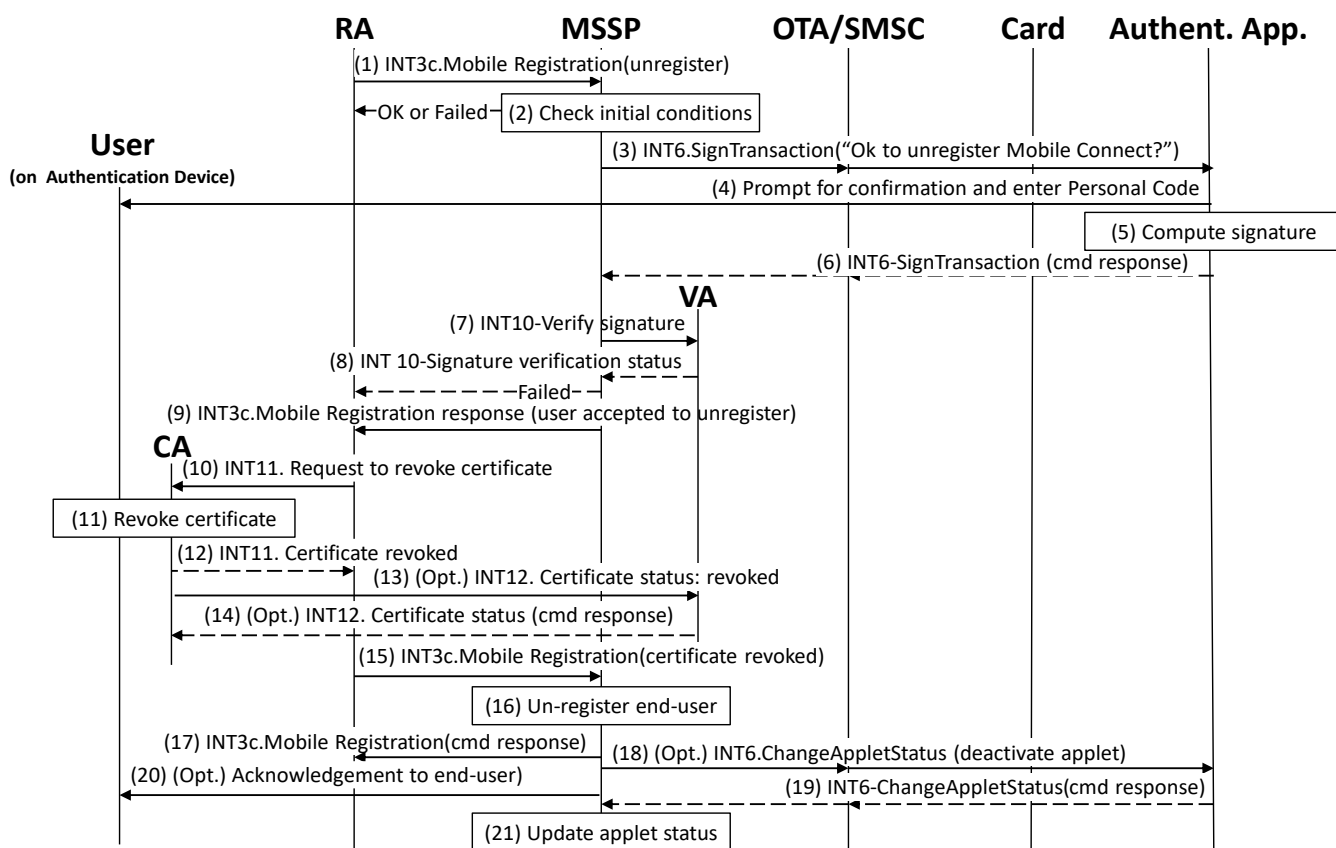 RA MSSP OTA/SMSC Card Authent. App.
(1) INT3c.Mobile Registration(unregister)
OK or Failed
(2) Check initial conditions
User
(on Authentication Device)
(3) INT6.SignTransaction(“Ok to unregister Mobile Connect?”)
(4) Prompt for confirmation and enter Personal Code
(5) Compute signature
(6) INT6-SignTransaction (cmd response)
VA
(7) INT10-Verify signature
(8) INT 10-Signature verification status
Failed
(9) INT3c.Mobile Registration response (user accepted to unregister)
CA
(10) INT11. Request to revoke certificate
(11) Revoke certificate
(12) INT11. Certificate revoked
(13) (Opt.) INT12. Certificate status: revoked
(14) (Opt.) INT12. Certificate status (cmd response)
(15) INT3c.Mobile Registration(certificate revoked)
(16) Un-register end-user
(17) INT3c.Mobile Registration(cmd response)
(18) (Opt.) INT6.ChangeAppletStatus (deactivate applet)
(20) (Opt.) Acknowledgement to end-user)
(19) INT6-ChangeAppletStatus(cmd response)
(21) Update applet status